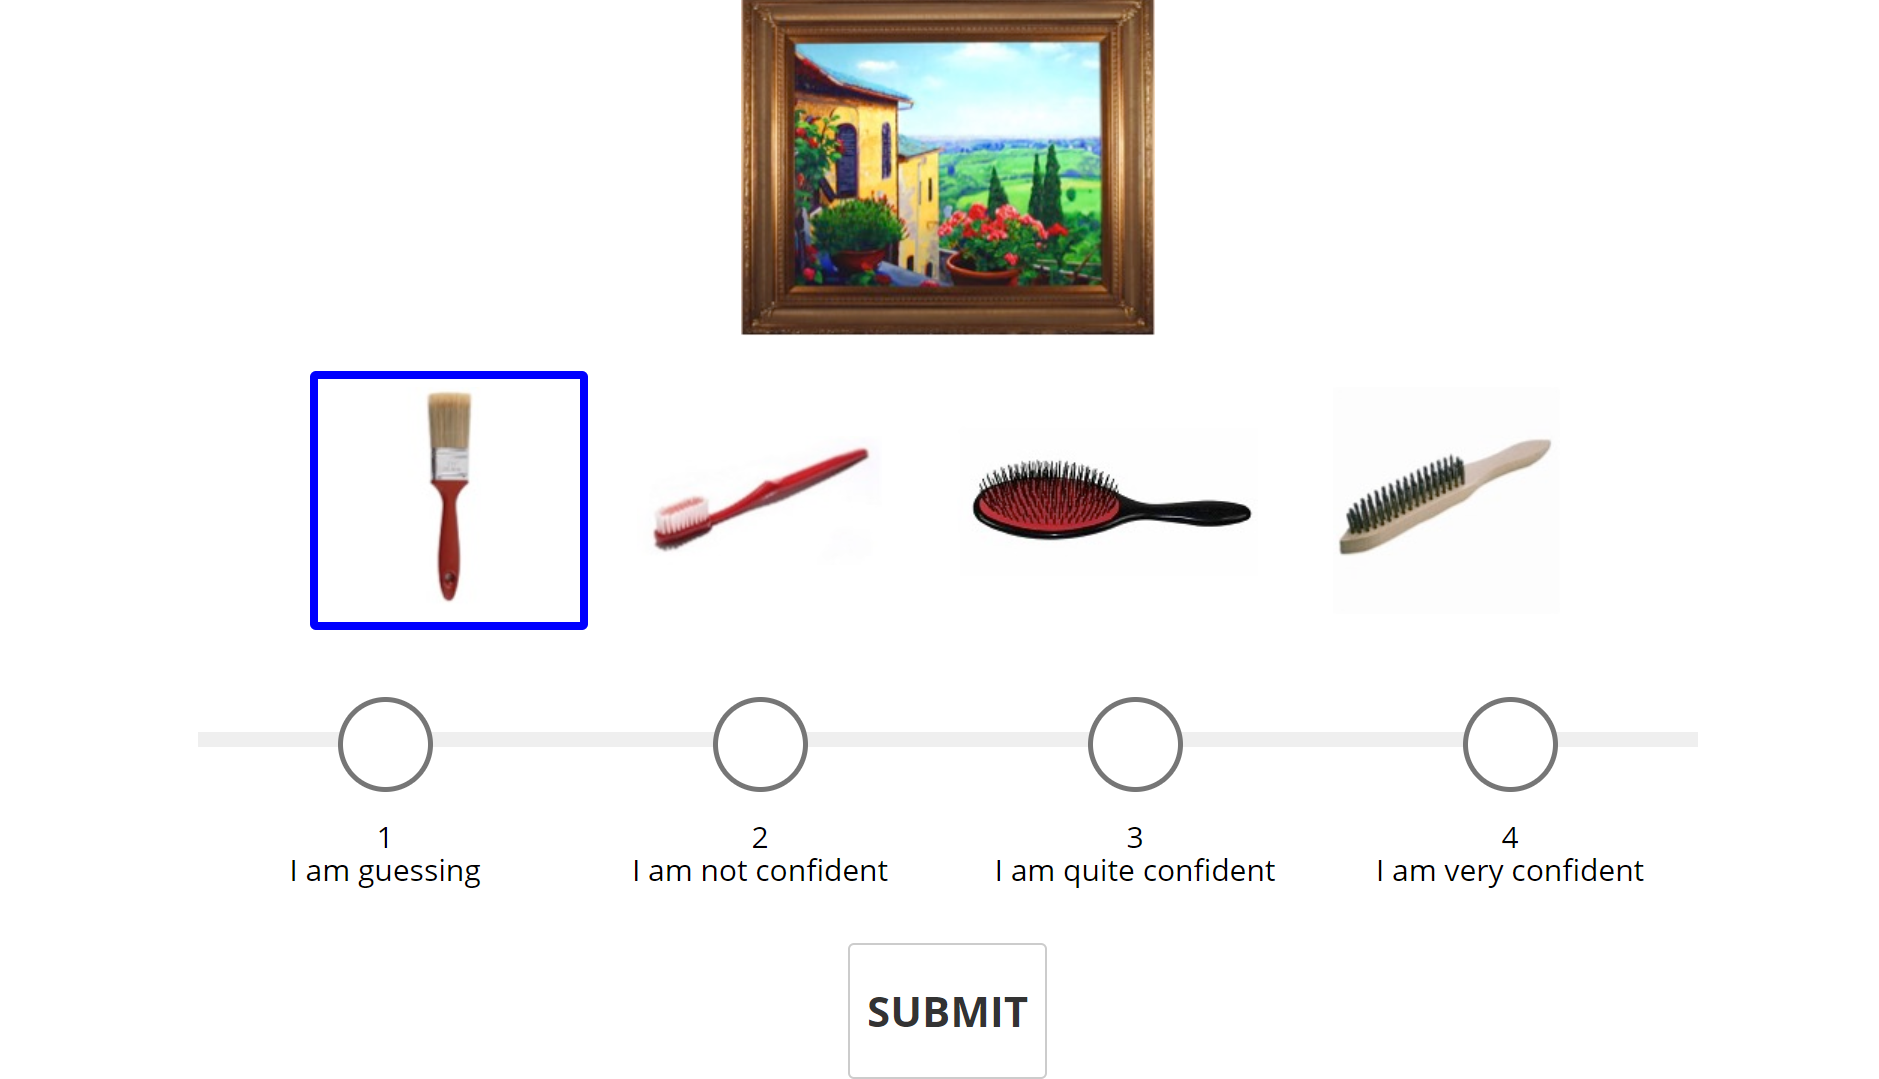 1
I am guessing
2
I am not confident
3
I am quite confident
4
I am very confident
SUBMIT